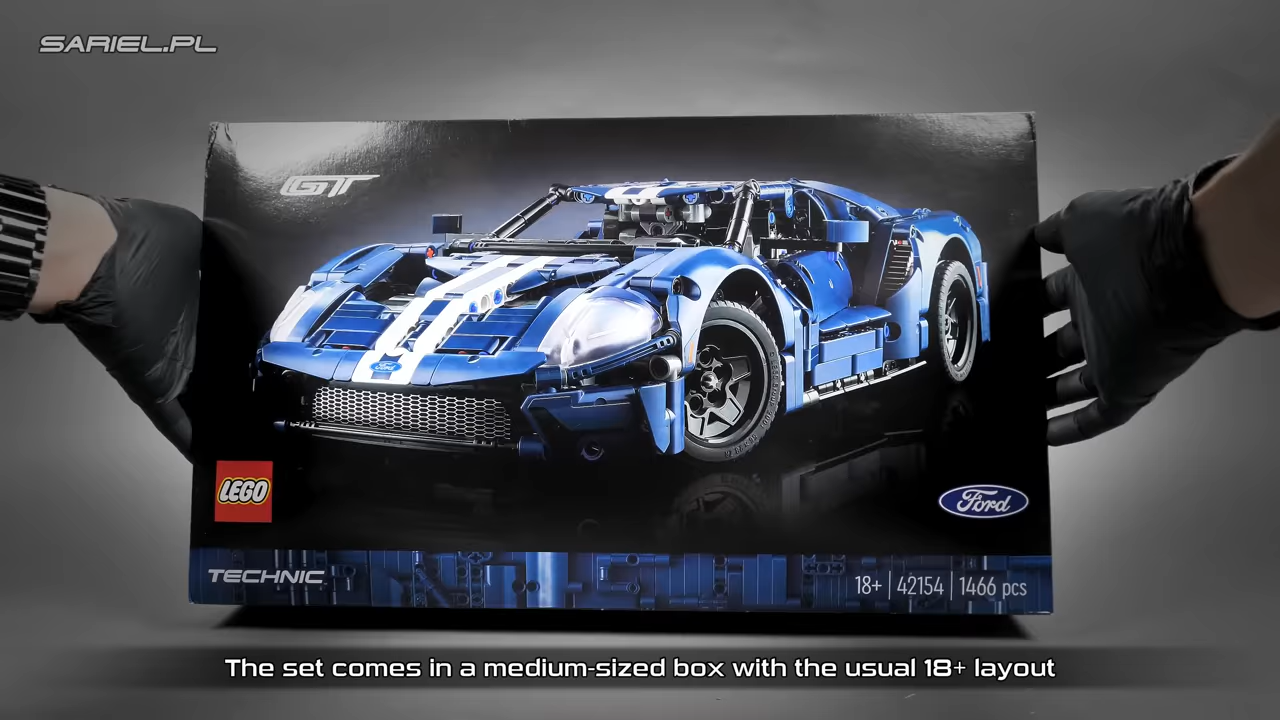 SARIEL.PL
GT
Ford
LEGO
Ford
TECHNIC
18+ | 42154 | 1466 pcs
The set comes in a medium-sized box with the usual 18+ layout